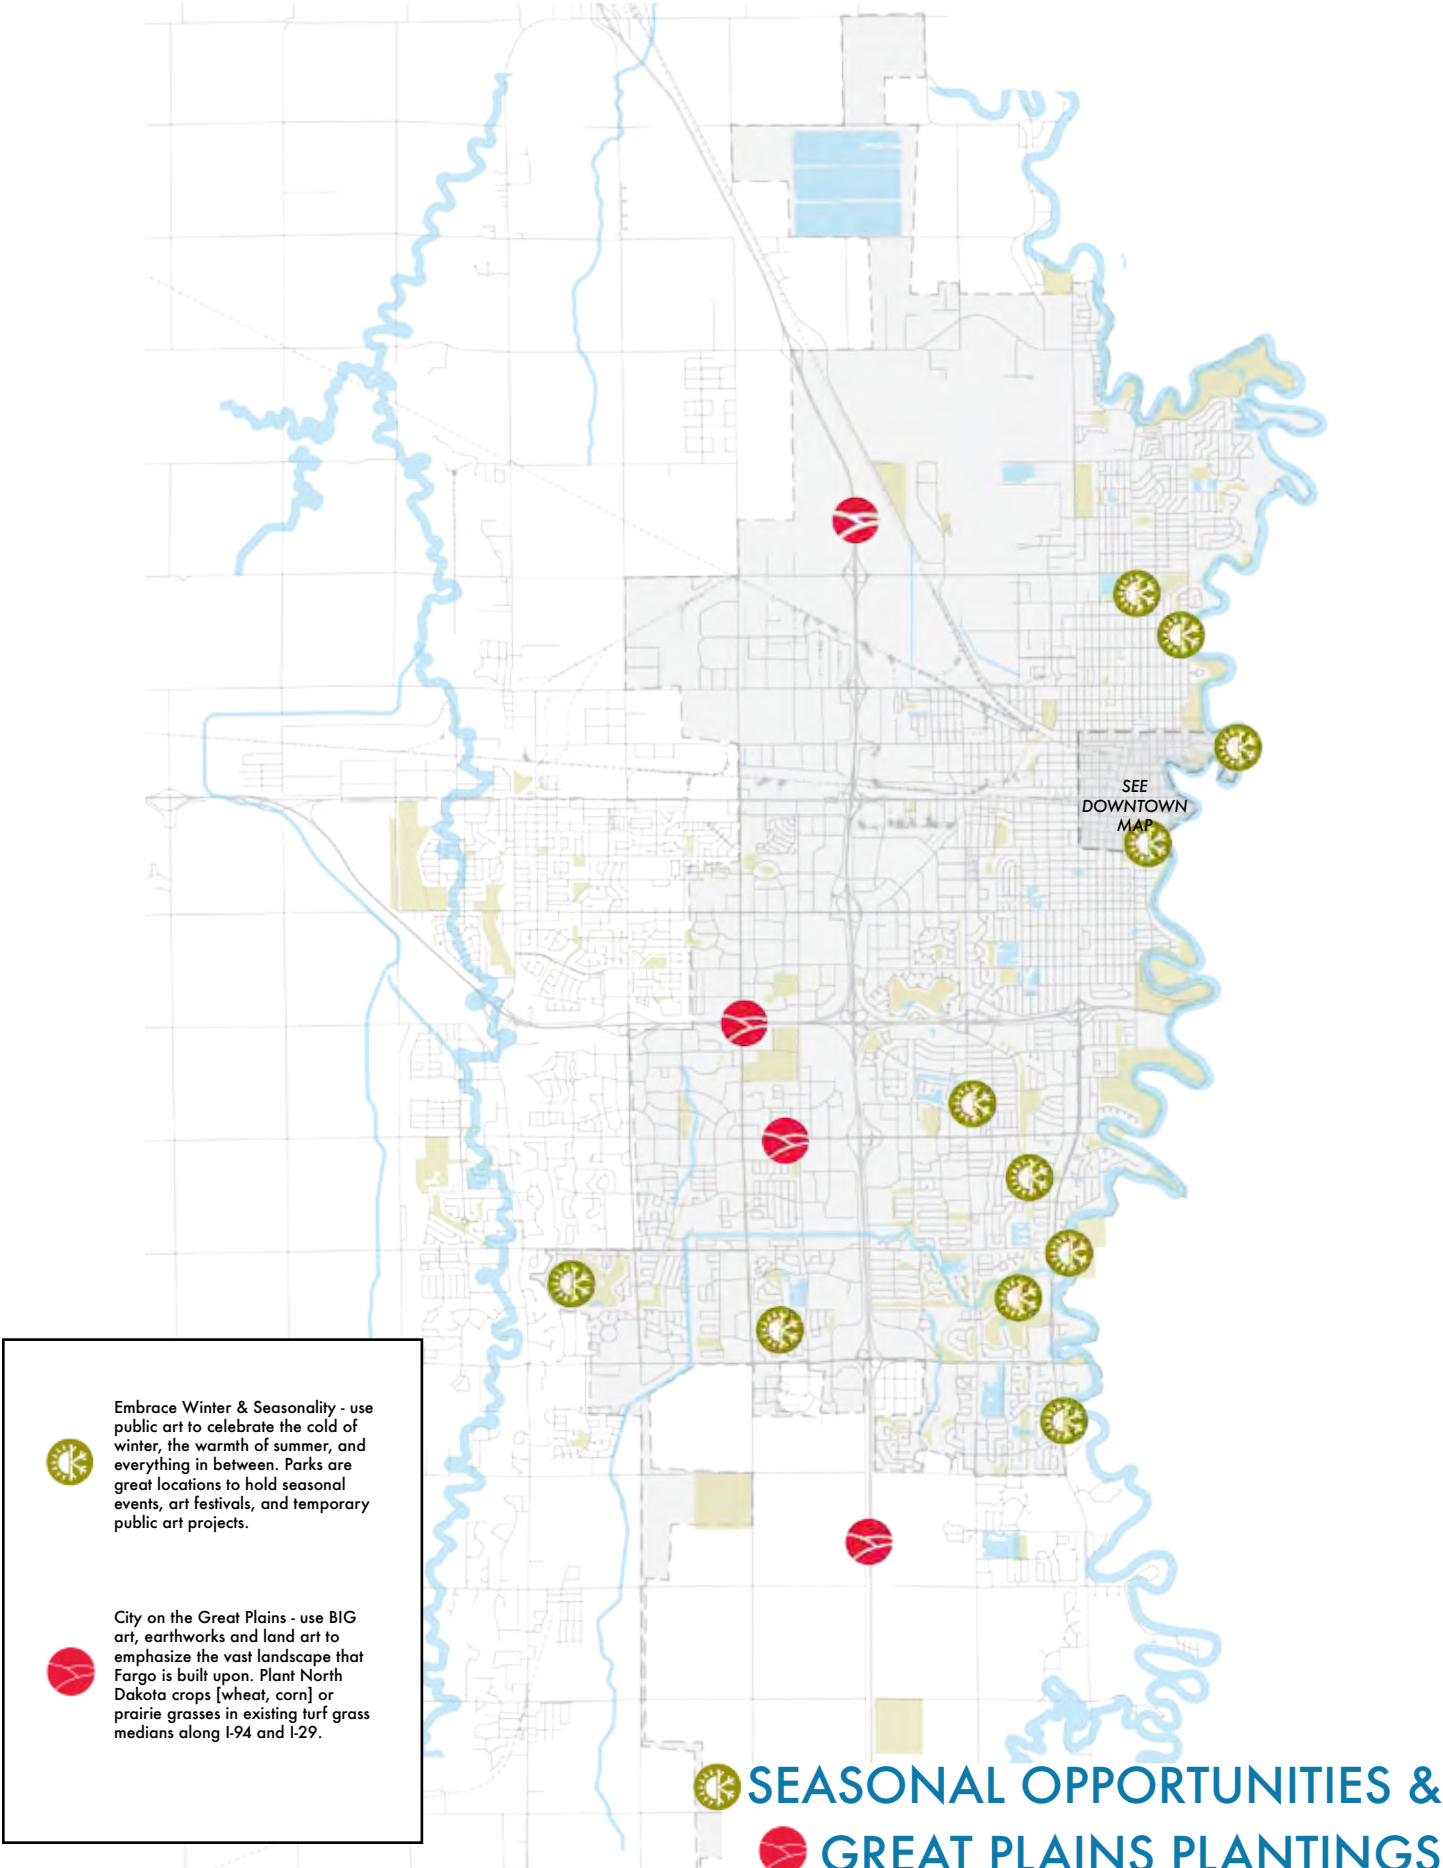 SEE
DOWNTOWN
MAP
Embrace Winter & Seasonality - use
public art to celebrate the cold of
winter, the warmth of summer, and
everything in between. Parks are
great locations to hold seasonal
events, art festivals, and temporary
public art projects.
City on the Great Plains - use BIG
art, earthworks and land art to
emphasize the vast landscape that
Fargo is built upon. Plant North
Dakota crops [wheat, corn] or
prairie grasses in existing turf grass
medians along I-94 and I-29.
SEASONAL OPPORTUNITIES &
GREAT PLAINS PLANTINGS